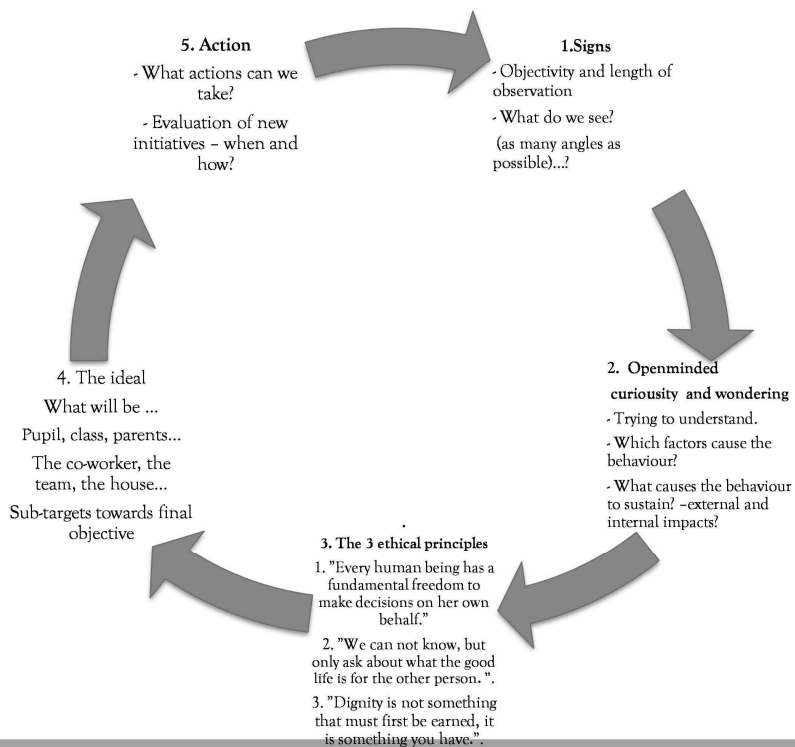 1.Signs
- Objectivity and length of
observation
- What do we see?
(as many angles as
possible)...?
2. Openminded
curiousity and wondering
- Trying to understand.
- Which factors cause the
behaviour?
- What causes the behaviour
to sustain? –external and
internal impacts?
.
3. The 3 ethical principles
1. ”Every human being has a
fundamental freedom to
make decisions on her own
behalf.”
2. ”We can not know, but
only ask about what the good
life is for the other person. ”.
3. ”Dignity is not something
that must first be earned, it
is something you have.”.
4. The ideal
What will be ...
Pupil, class, parents...
The co-worker, the
team, the house...
Sub-targets towards final
objective
5. Action
- What actions can we
take?
- Evaluation of new
initiatives – when and
how?